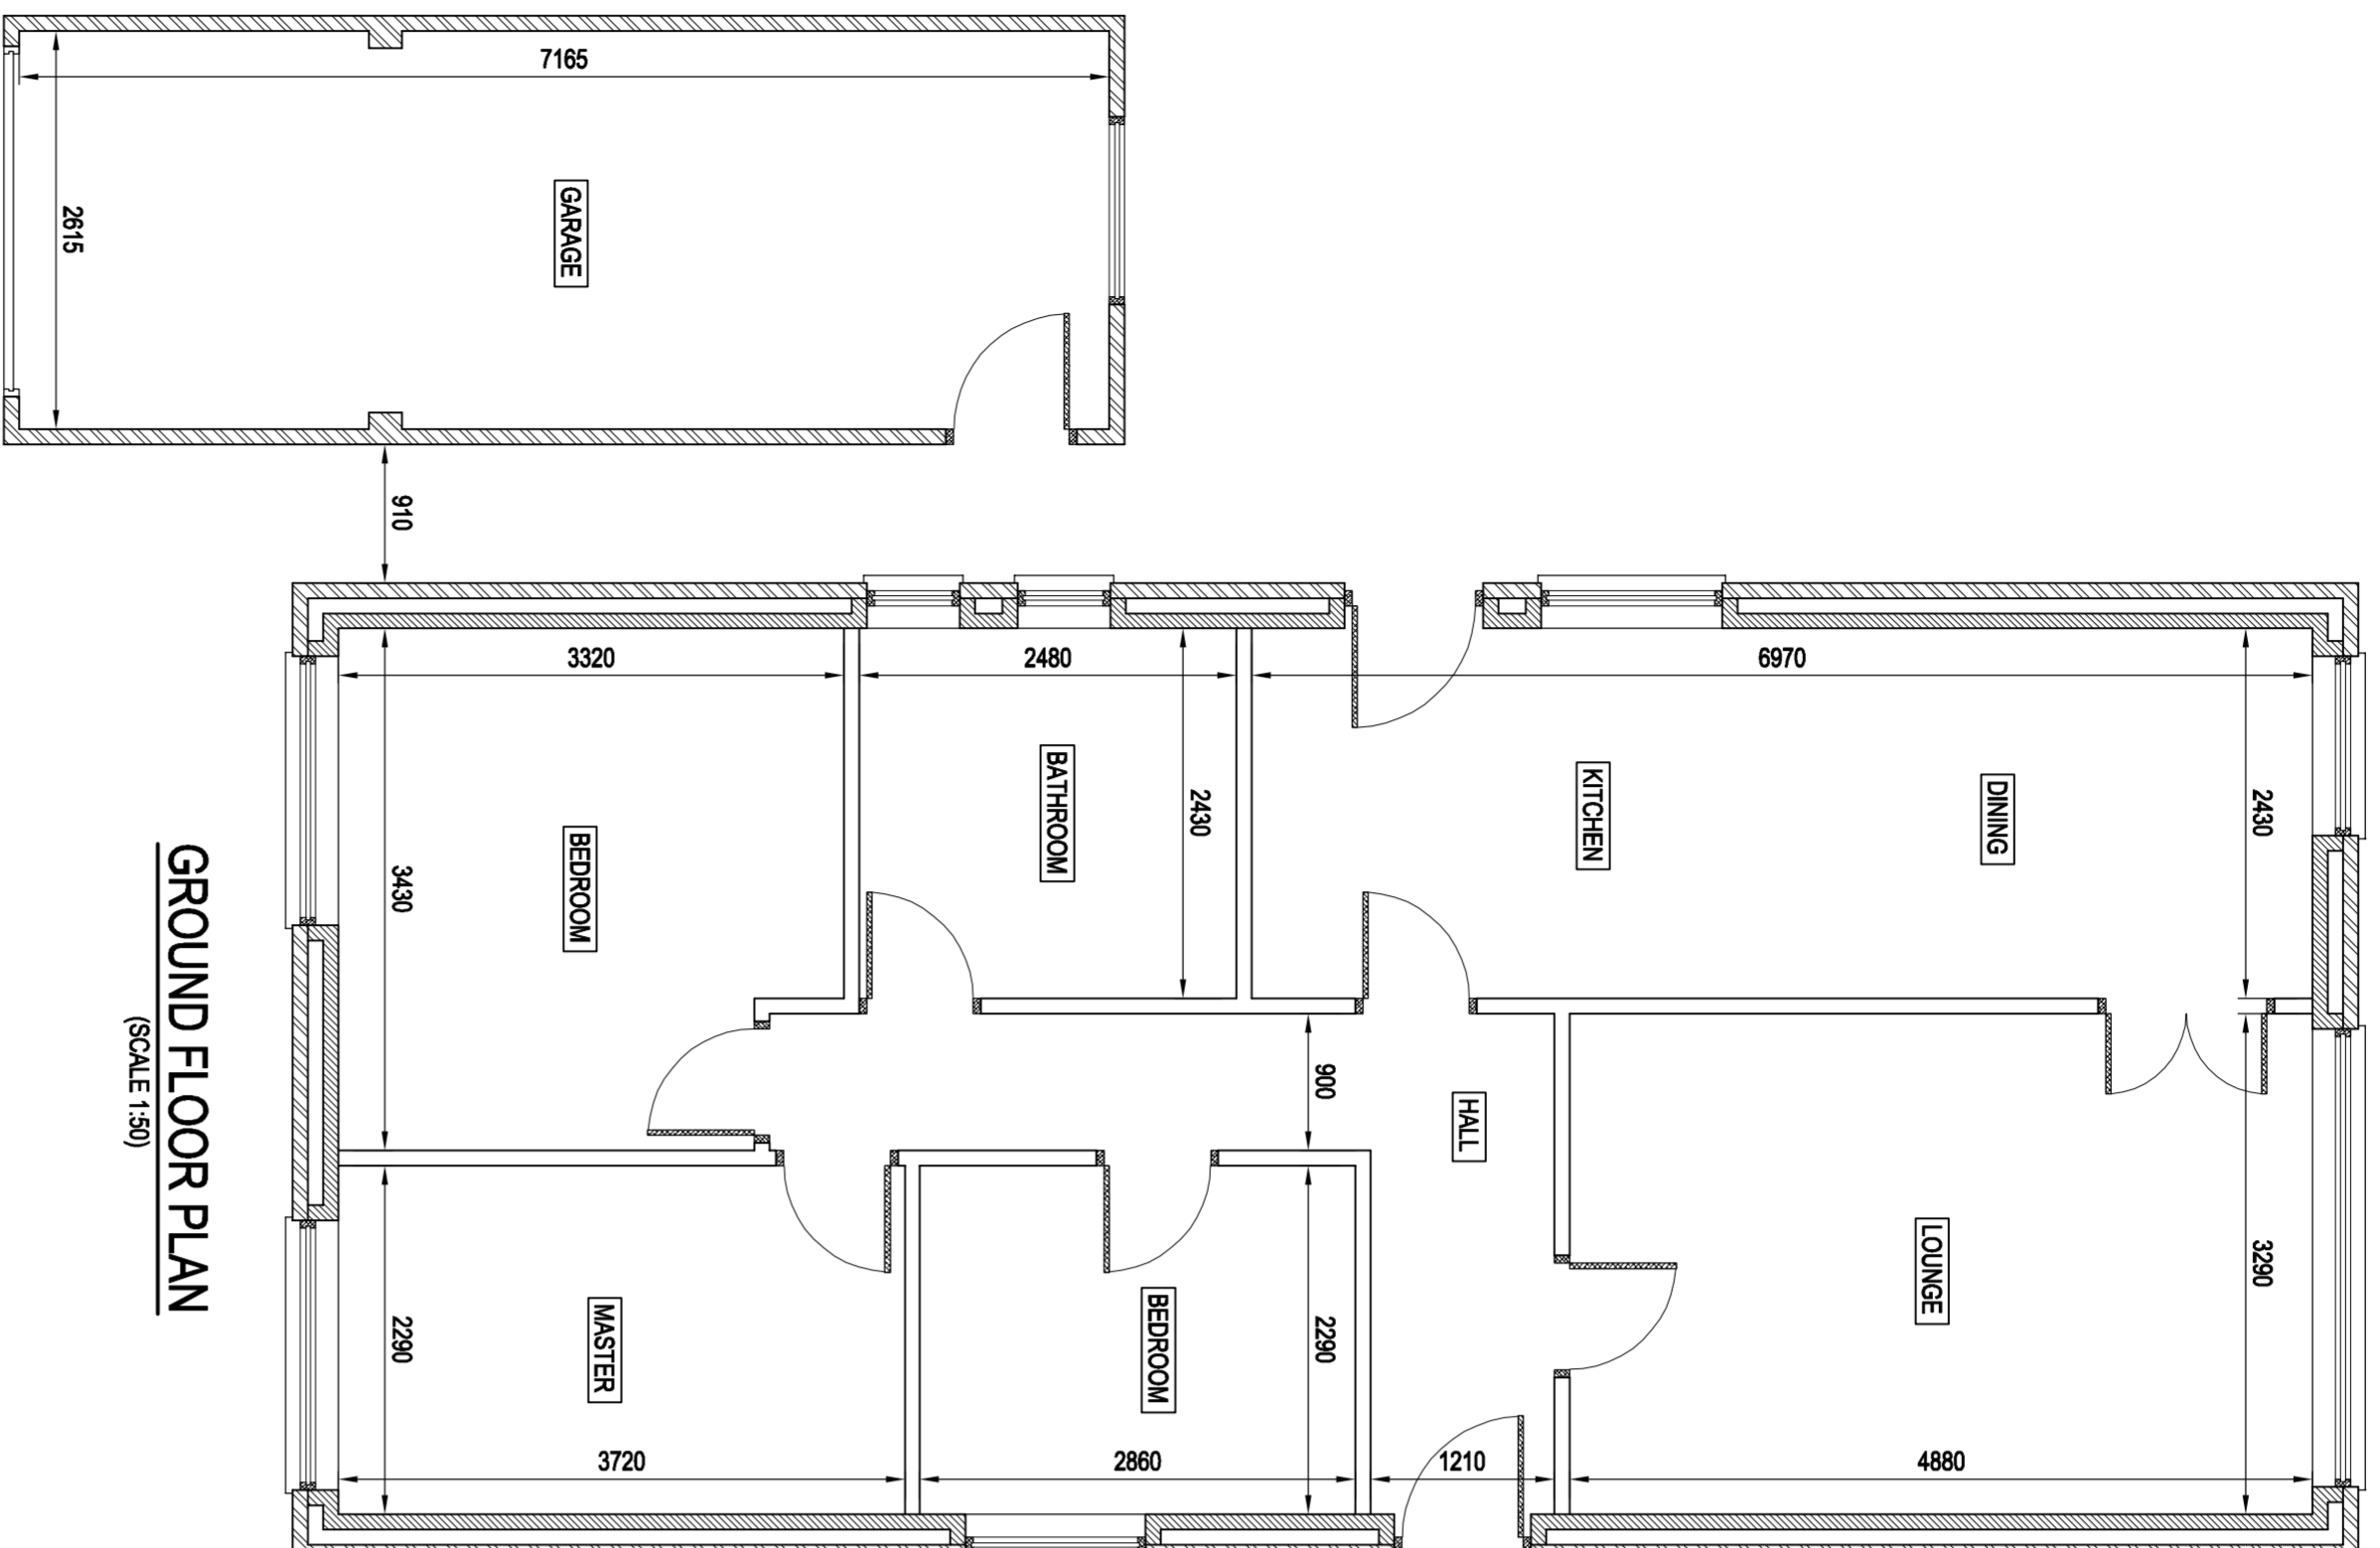 7165
2615
GARAGE
910
3320
2480
6970
BATHROOM
2430
KITCHEN
DINING
2430
BEDROOM
3430
900
HALL
LOUNGE
3290
MASTER
2290
BEDROOM
2290
3720
2860
1210
4880
GROUND FLOOR PLAN
(SCALE 1:50)